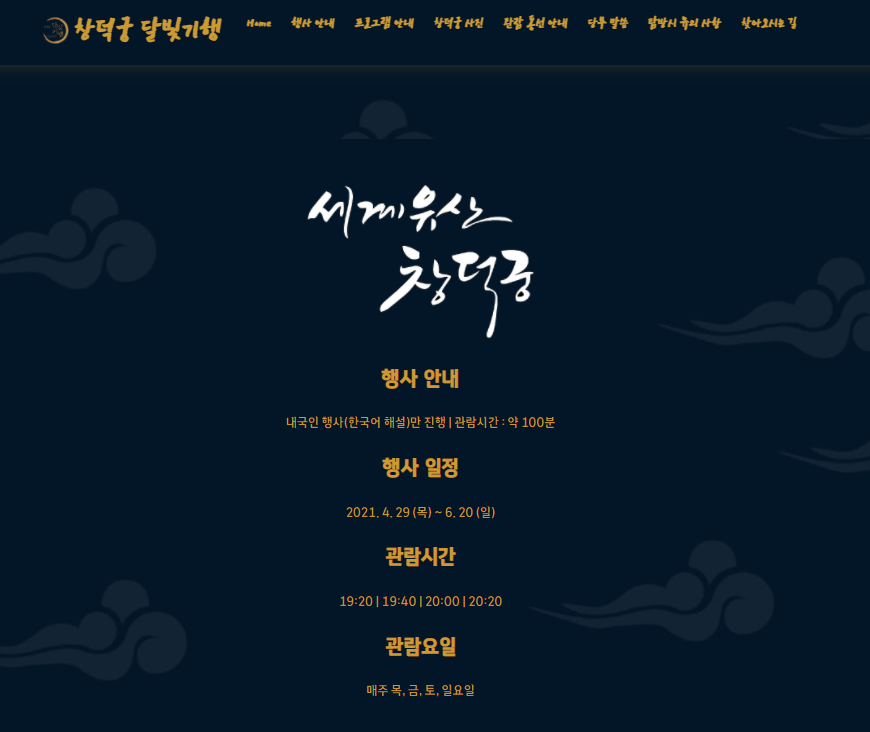 창덕궁 달빛기행 Home 행사 안내 프로그램 안내 창덕궁 사진 관람 동선 안내 당부 말씀 달빛시 유의 사항 찾아오시는 길
세계유산
창덕궁
행사 안내
내국인 행사(한국어 해설)만 진행 | 관람시간 : 약 100분
행사 일정
2021. 4. 29 (목) ~ 6. 20 (일)
관람시간
19:20 | 19:40 | 20:00 | 20:20
관람요일
매주 목, 금, 토, 일요일